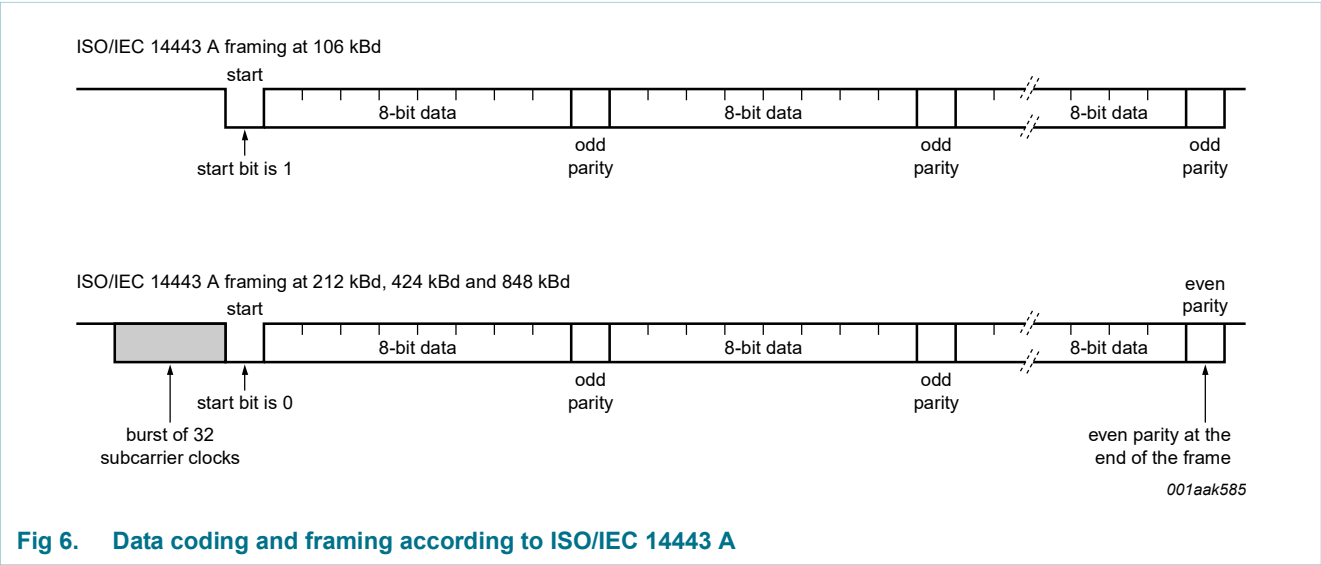 ISO/IEC 14443 A framing at 106 kBd
start
8-bit data
8-bit data
8-bit data
start bit is 1
odd
parity
odd
parity
odd
parity
ISO/IEC 14443 A framing at 212 kBd, 424 kBd and 848 kBd
start
even
parity
8-bit data
8-bit data
8-bit data
start bit is 0
odd
parity
odd
parity
burst of 32
subcarrier clocks
even parity at the
end of the frame
001aak585
Fig 6. Data coding and framing according to ISO/IEC 14443 A